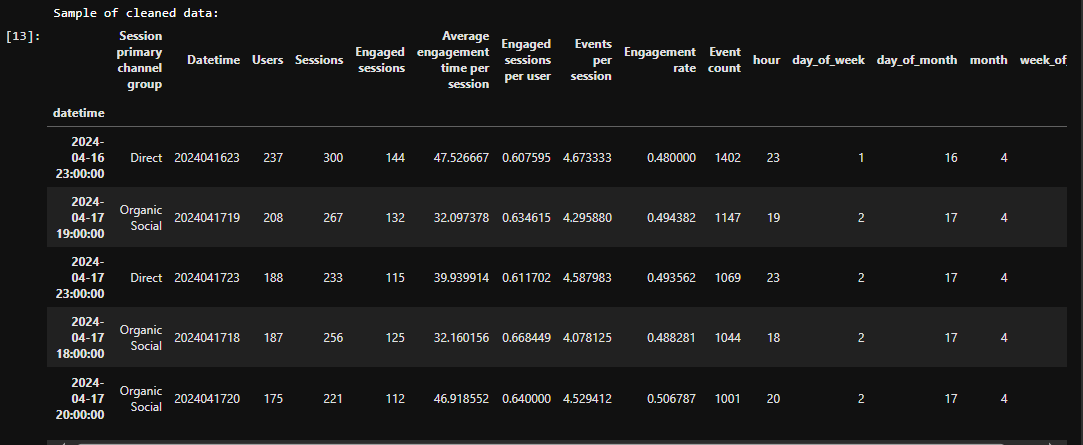 Sample of cleaned data:
[13]:
Session primary channel group Datetime Users Sessions Engaged sessions Average engagement time per session Engaged sessions per user Events per session Engagement rate Event count hour day_of_week day_of_month month week_of
datetime
2024-04-16 23:00:00 Direct 2024041623 237 300 144 47.526667 0.607595 4.673333 0.480000 1402 23 1 16 4
2024-04-17 19:00:00 Organic Social 2024041719 208 267 132 32.097378 0.634615 4.295880 0.494382 1147 19 2 17 4
2024-04-17 23:00:00 Direct 2024041723 188 233 115 39.939914 0.611702 4.587983 0.493562 1069 23 2 17 4
2024-04-17 18:00:00 Organic Social 2024041718 187 256 125 32.160156 0.668449 4.078125 0.488281 1044 18 2 17 4
2024-04-17 20:00:00 Organic Social 2024041720 175 221 112 46.918552 0.640000 4.529412 0.506787 1001 20 2 17 4